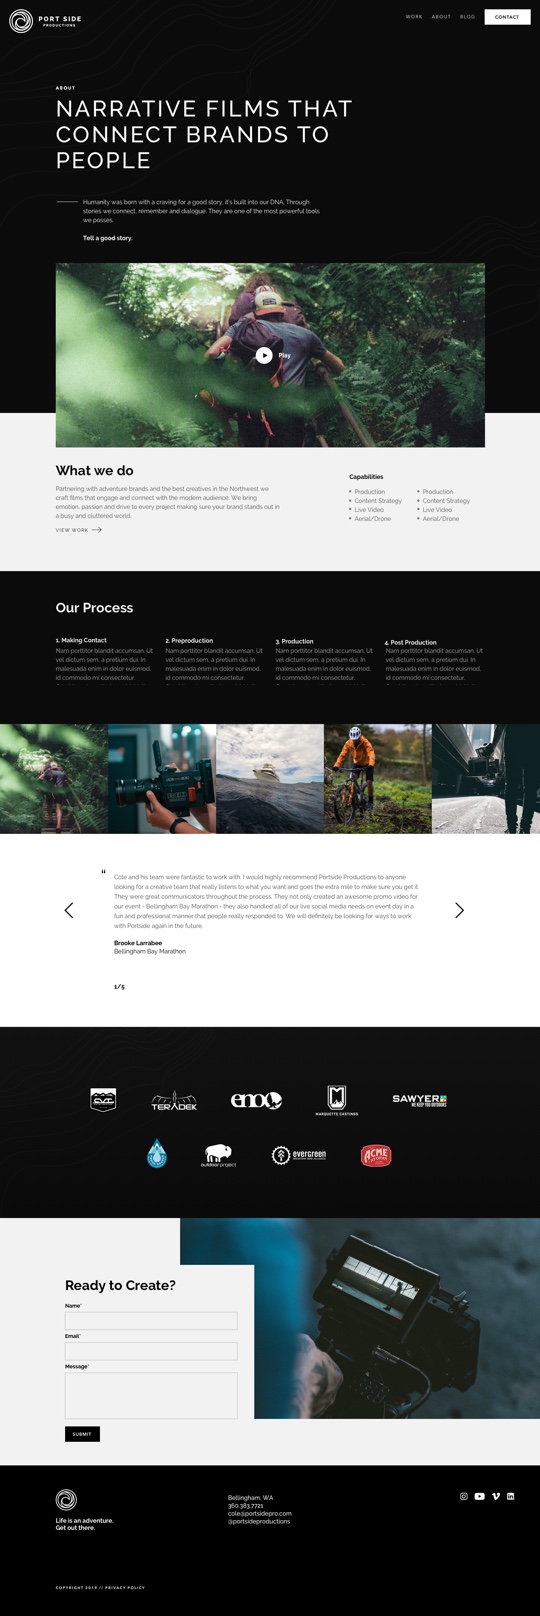 PORT SIDE
PRODUCTIONS
WORK ABOUT BLOG CONTACT
ABOUT
NARRATIVE FILMS THAT
CONNECT BRANDS TO
PEOPLE
Humanity was born with a craving for a good story, it's built into our DNA. Through
stories we connect, remember and dialogue. They are one of the most powerful tools
we posses.
Tell a good story.
Play
What we do
Partnering with adventure brands and the best creatives in the Northwest we
craft films that engage and connect with the modern audience. We bring
emotion, passion and drive to every project making sure your brand stands out in
a busy and cluttered world.
VIEW WORK
Capabilities
Production
Content Strategy
Live Video
Aerial/Drone
Production
Content Strategy
Live Video
Aerial/Drone
Our Process
1. Making Contact
Nam porttitor blandit accumsan. Ut
vel dictum sem, a pretium dui. In
malesuada enim in dolor euismod,
id commodo mi consectetur.
2. Preproduction
Nam porttitor blandit accumsan. Ut
vel dictum sem, a pretium dui. In
malesuada enim in dolor euismod,
id commodo mi consectetur.
3. Production
Nam porttitor blandit accumsan. Ut
vel dictum sem, a pretium dui. In
malesuada enim in dolor euismod,
id commodo mi consectetur.
4. Post Production
Nam porttitor blandit accumsan. Ut
vel dictum sem, a pretium dui. In
malesuada enim in dolor euismod,
id commodo mi consectetur.
“
Cole and his team were fantastic to work with. I would highly recommend Portside Productions to anyone
looking for a creative team that really listens to what you want and goes the extra mile to make sure you get it.
They were great communicators throughout the process. They not only created an awesome promo video for
our event - Bellingham Bay Marathon - they also handled all of our live social media needs on event day in a
fun and professional manner that people really responded to. We will definitely be looking for ways to work
with Portside again in the future.
Brooke Larrabee
Bellingham Bay Marathon
1/5
TERADEK
eno
MARQUETTE CASTINGS
SAWYER
WE KEEP YOU OUTDOORS
outdoor project
evergreen
ACME
Ready to Create?
Name*
Email*
Message*
SUBMIT
Life is an adventure.
Get out there.
Bellingham, WA
360.383.7721
cole@portsidepro.com
@portsideproductions
COPYRIGHT 2019 // PRIVACY POLICY